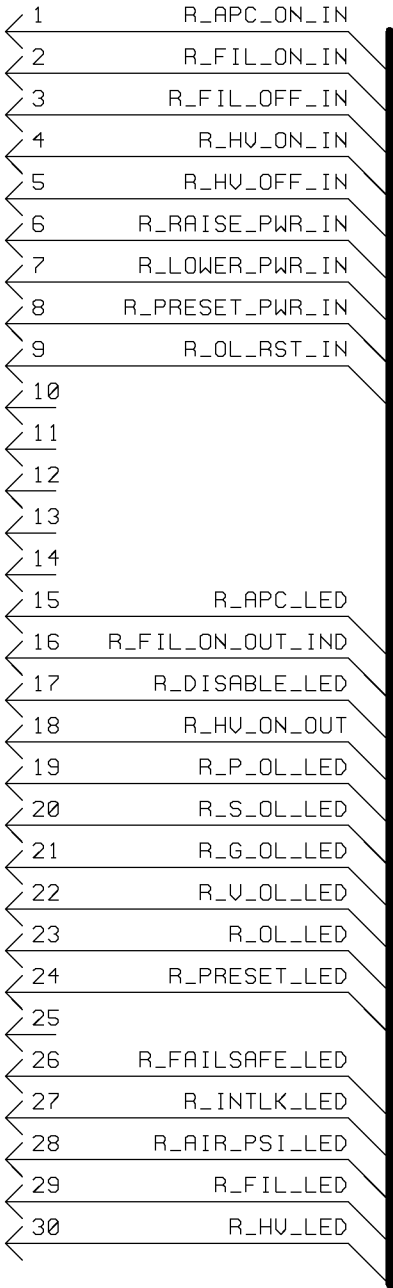 1 R_APC_ON_IN
2 R_FIL_ON_IN
3 R_FIL_OFF_IN
4 R_HV_ON_IN
5 R_HV_OFF_IN
6 R_RAISE_PWR_IN
7 R_LOWER_PWR_IN
8 R_PRESET_PWR_IN
9 R_OL_RST_IN
10
11
12
13
14
15 R_APC_LED
16 R_FIL_ON_OUT_IND
17 R_DISABLE_LED
18 R_HV_ON_OUT
19 R_P_OL_LED
20 R_S_OL_LED
21 R_G_OL_LED
22 R_V_OL_LED
23 R_OL_LED
24 R_PRESET_LED
25
26 R_FAILSAFE_LED
27 R_INTLK_LED
28 R_AIR_PSI_LED
29 R_FIL_LED
30 R_HV_LED